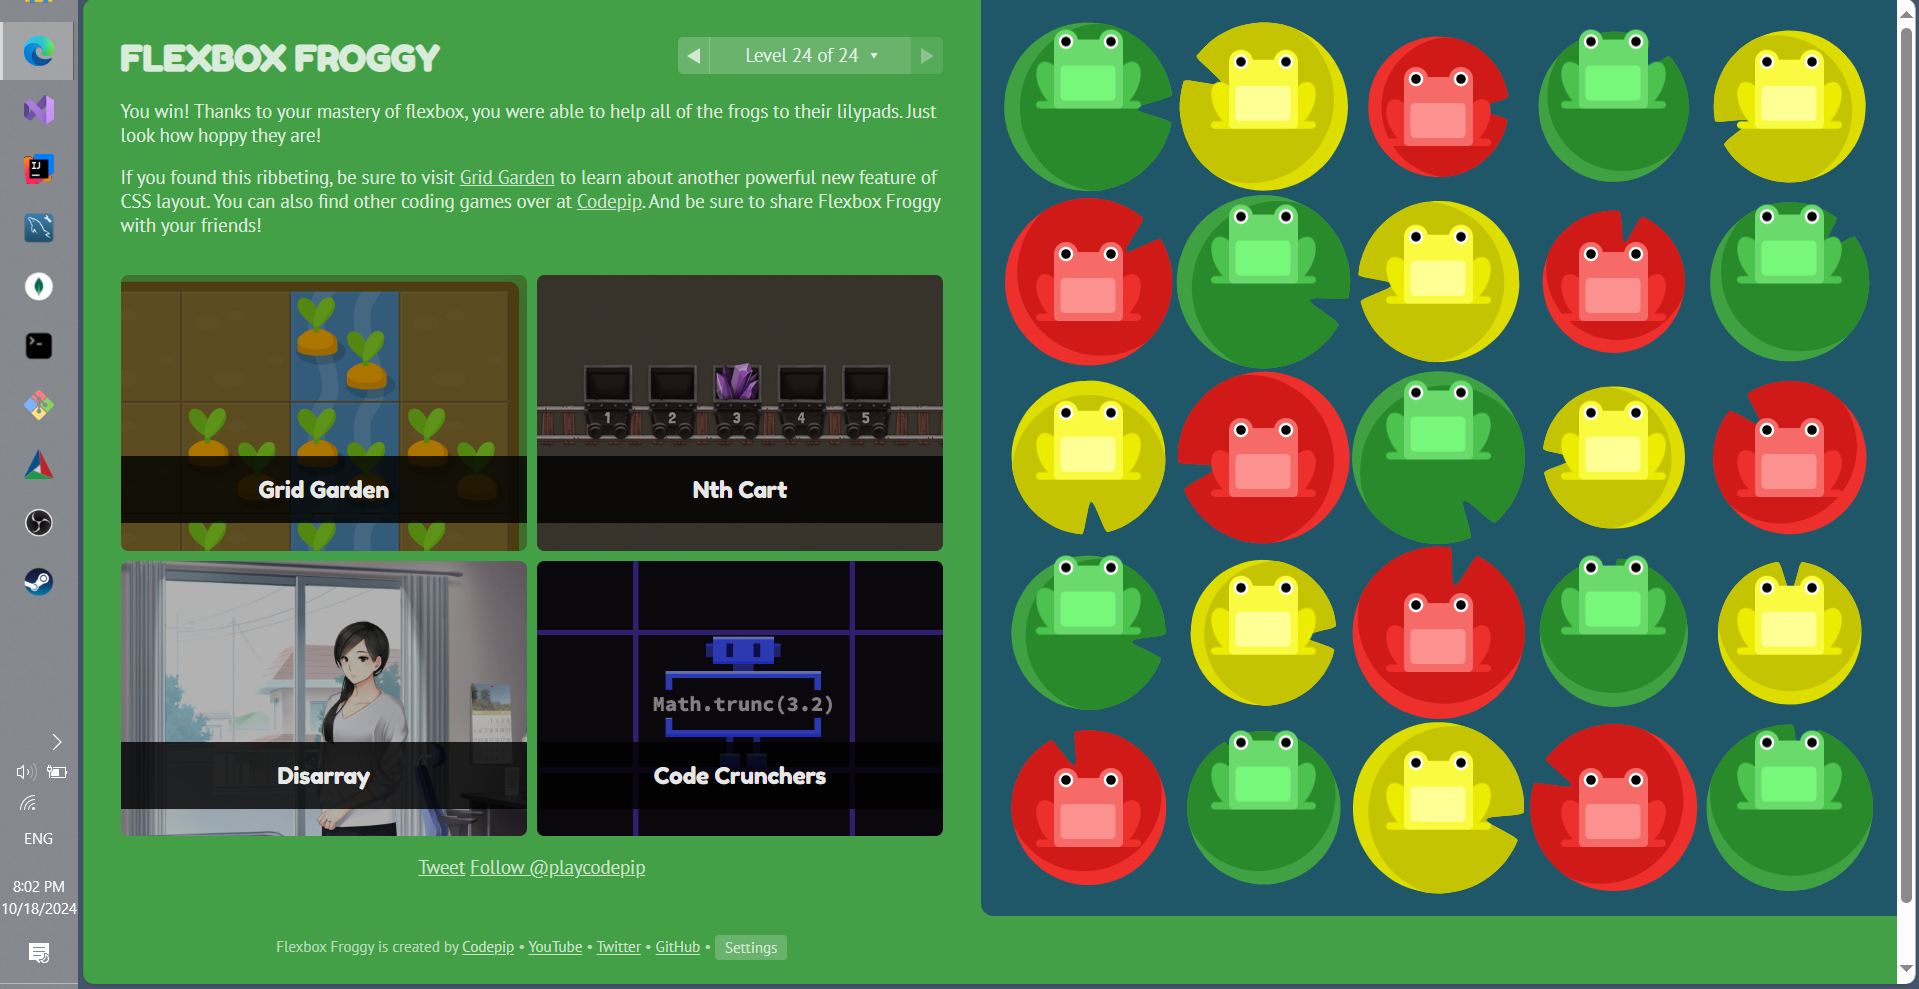 FLEXBOX FROGGY
Level 24 of 24
You win! Thanks to your mastery of flexbox, you were able to help all of the frogs to their lilypads. Just
look how hoppy they are!
If you found this ribbeting, be sure to visit Grid Garden to learn about another powerful new feature of
CSS layout. You can also find other coding games over at Codepip. And be sure to share Flexbox Froggy
with your friends!
Grid Garden
1 2 3 4 5
Nth Cart
Disarray
Math.trunc(3.2)
Code Crunchers
Tweet Follow @playcodepip
Flexbox Froggy is created by Codepip • YouTube • Twitter • GitHub • Settings
IJ
ENG
8:02 PM
10/18/2024